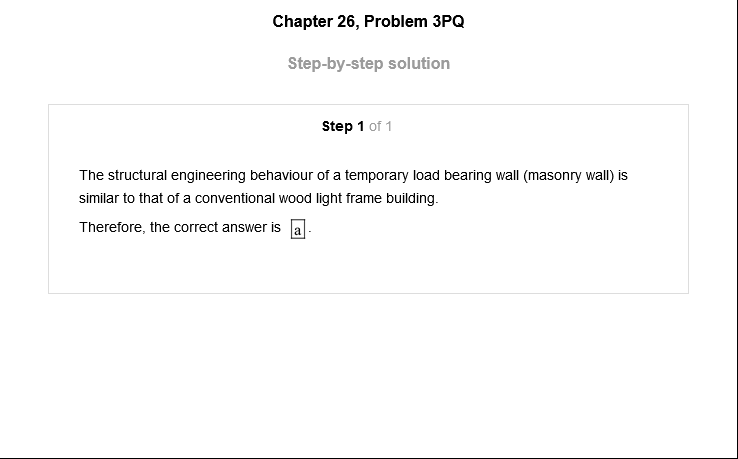 Chapter 26, Problem 3PQ
Step-by-step solution
Step 1 of 1
The structural engineering behaviour of a temporary load bearing wall (masonry wall) is
similar to that of a conventional wood light frame building.
Therefore, the correct answer is a .